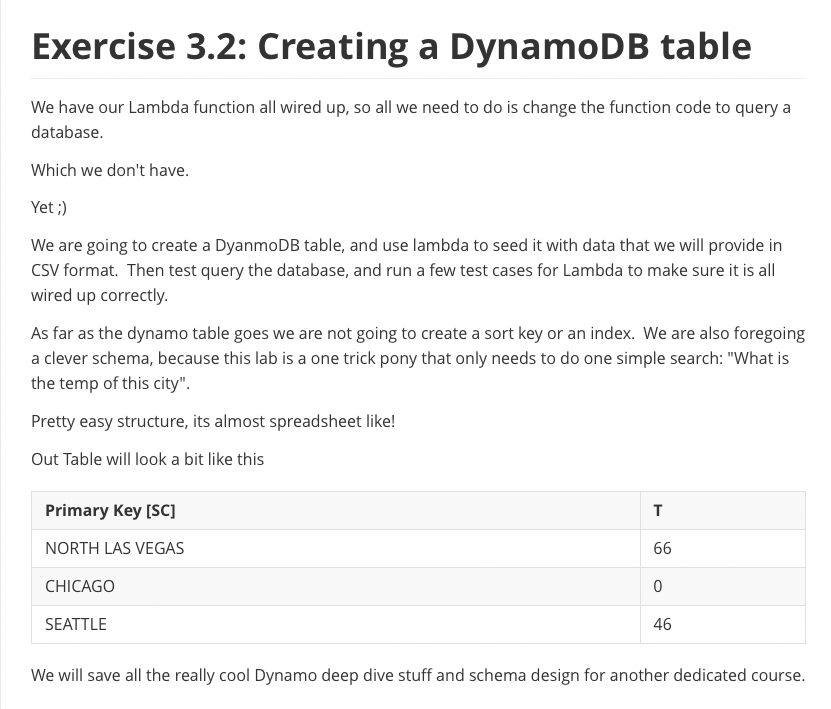 Exercise 3.2: Creating a DynamoDB table
We have our Lambda function all wired up, so all we need to do is change the function code to query a
database.
Which we don't have.
Yet ;)
We are going to create a DyanmoDB table, and use lambda to seed it with data that we will provide in
CSV format.  Then test query the database, and run a few test cases for Lambda to make sure it is all
wired up correctly.
As far as the dynamo table goes we are not going to create a sort key or an index.  We are also foregoing
a clever schema, because this lab is a one trick pony that only needs to do one simple search: "What is
the temp of this city".
Pretty easy structure, its almost spreadsheet like!
Out Table will look a bit like this
Primary Key [SC] T
NORTH LAS VEGAS 66
CHICAGO 0
SEATTLE 46
We will save all the really cool Dynamo deep dive stuff and schema design for another dedicated course.